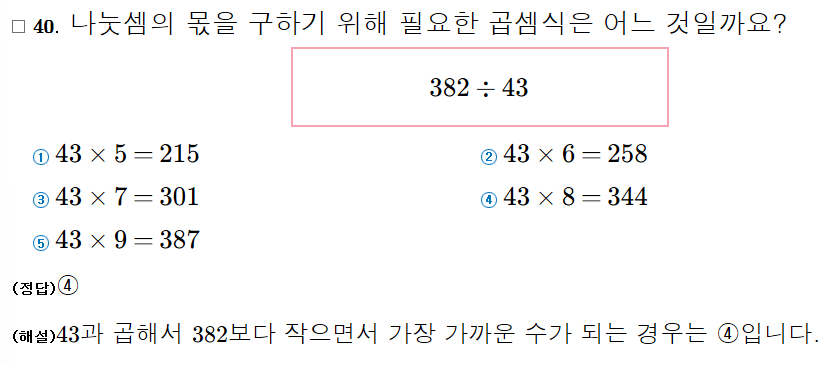 □ 40. 나눗셈의 몫을 구하기 위해 필요한 곱셈식은 어느 것일까요?
382 ÷ 43
① 43 × 5 = 215 ② 43 × 6 = 258
③ 43 × 7 = 301 ④ 43 × 8 = 344
⑤ 43 × 9 = 387
(정답)④
(해설)43과 곱해서 382보다 작으면서 가장 가까운 수가 되는 경우는 ④입니다.